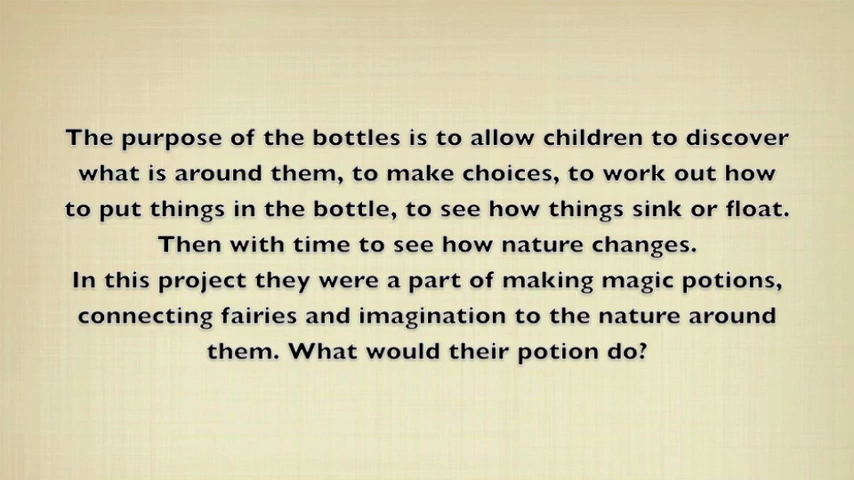 The purpose of the bottles is to allow children to discover
what is around them, to make choices, to work out how
to put things in the bottle, to see how things sink or float.
Then with time to see how nature changes.
In this project they were a part of making magic potions,
connecting fairies and imagination to the nature around
them. What would their potion do?